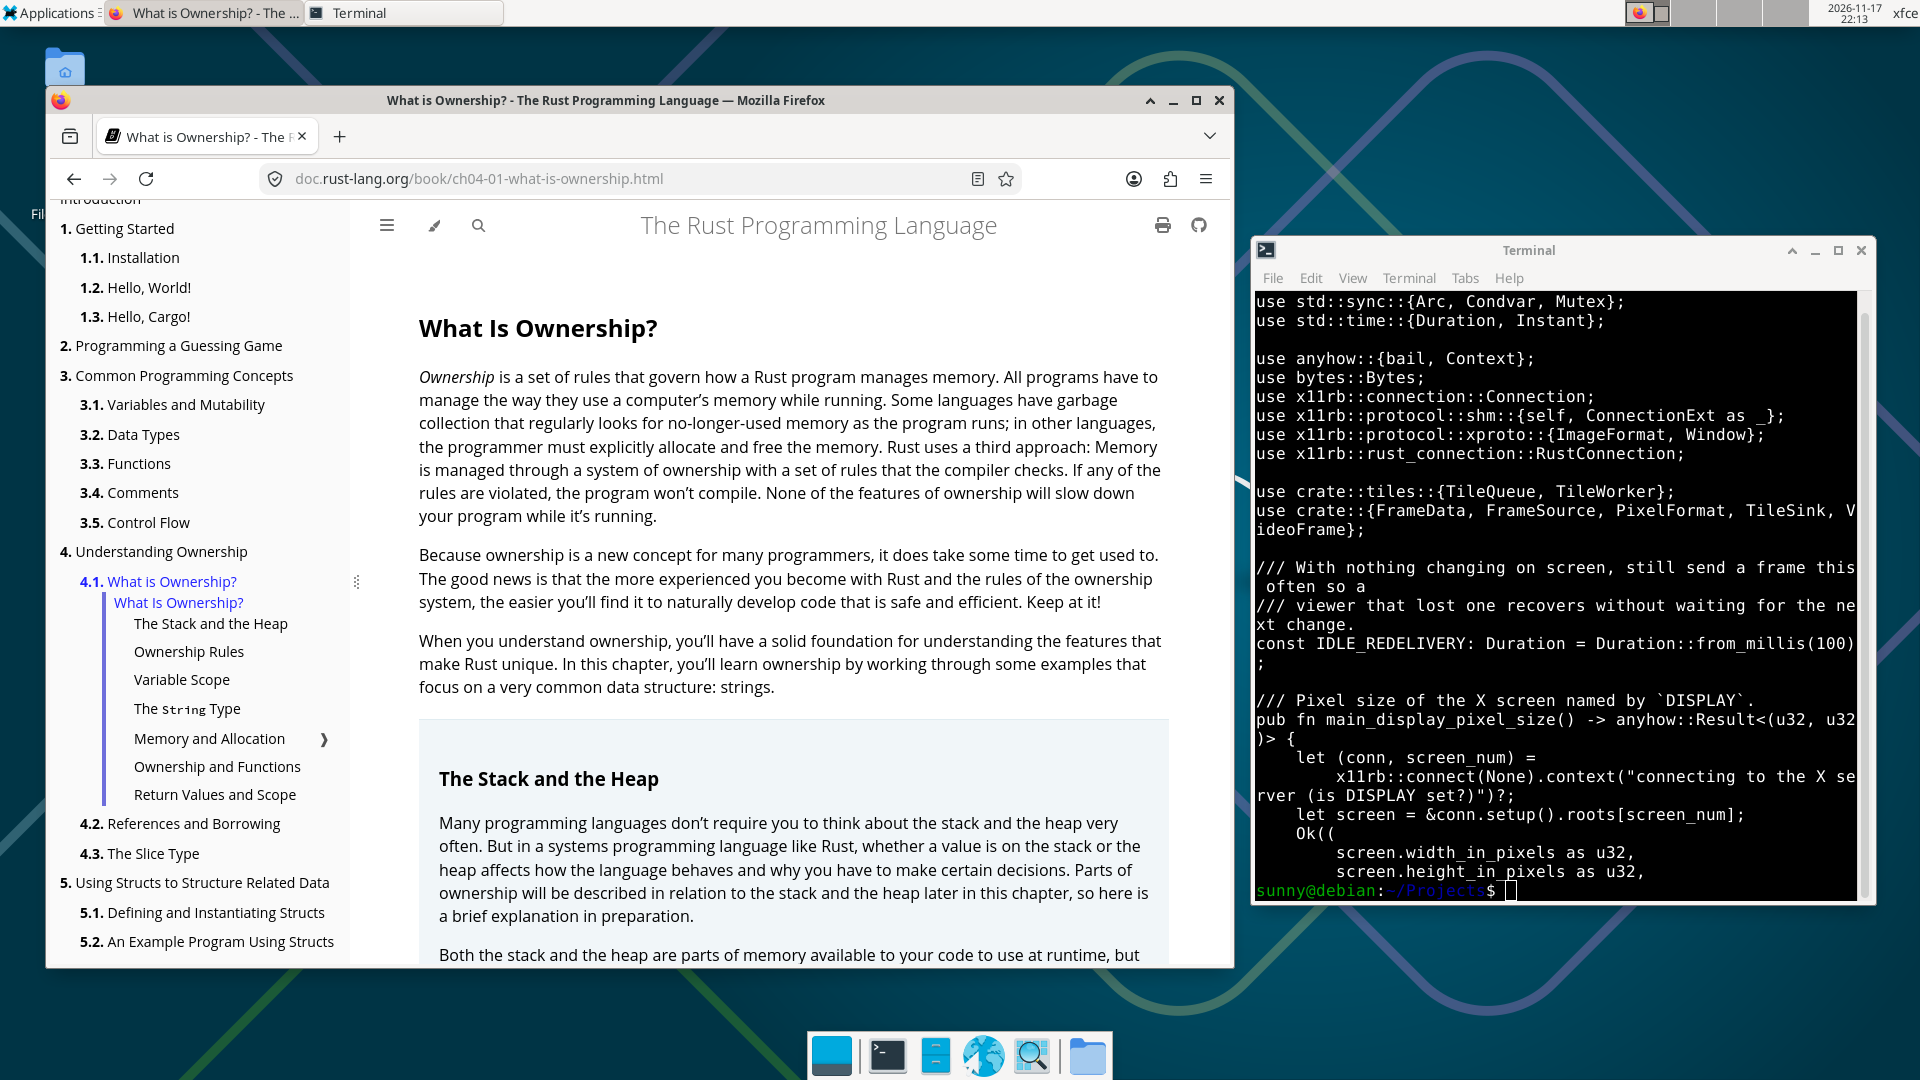 Applications
What is Ownership? - The ...
Terminal
2026-11-17
22:13
xfce
What is Ownership? - The Rust Programming Language — Mozilla Firefox
What is Ownership? - The R
doc.rust-lang.org/book/ch04-01-what-is-ownership.html
Introduction
1. Getting Started
1.1. Installation
1.2. Hello, World!
1.3. Hello, Cargo!
2. Programming a Guessing Game
3. Common Programming Concepts
3.1. Variables and Mutability
3.2. Data Types
3.3. Functions
3.4. Comments
3.5. Control Flow
4. Understanding Ownership
4.1. What is Ownership?
What Is Ownership?
The Stack and the Heap
Ownership Rules
Variable Scope
The String Type
Memory and Allocation
Ownership and Functions
Return Values and Scope
4.2. References and Borrowing
4.3. The Slice Type
5. Using Structs to Structure Related Data
5.1. Defining and Instantiating Structs
5.2. An Example Program Using Structs
The Rust Programming Language
What Is Ownership?
Ownership is a set of rules that govern how a Rust program manages memory. All programs have to
manage the way they use a computer’s memory while running. Some languages have garbage
collection that regularly looks for no-longer-used memory as the program runs; in other languages,
the programmer must explicitly allocate and free the memory. Rust uses a third approach: Memory
is managed through a system of ownership with a set of rules that the compiler checks. If any of the
rules are violated, the program won’t compile. None of the features of ownership will slow down
your program while it’s running.
Because ownership is a new concept for many programmers, it does take some time to get used to.
The good news is that the more experienced you become with Rust and the rules of the ownership
system, the easier you’ll find it to naturally develop code that is safe and efficient. Keep at it!
When you understand ownership, you’ll have a solid foundation for understanding the features that
make Rust unique. In this chapter, you’ll learn ownership by working through some examples that
focus on a very common data structure: strings.
The Stack and the Heap
Many programming languages don’t require you to think about the stack and the heap very
often. But in a systems programming language like Rust, whether a value is on the stack or the
heap affects how the language behaves and why you have to make certain decisions. Parts of
ownership will be described in relation to the stack and the heap later in this chapter, so here is
a brief explanation in preparation.
Both the stack and the heap are parts of memory available to your code to use at runtime, but
Terminal
File Edit View Terminal Tabs Help
use std::sync::{Arc, Condvar, Mutex};
use std::time::{Duration, Instant};
use anyhow::{bail, Context};
use bytes::Bytes;
use x11rb::connection::Connection;
use x11rb::protocol::shm::{self, ConnectionExt as _};
use x11rb::protocol::xproto::{ImageFormat, Window};
use x11rb::rust_connection::RustConnection;
use crate::tiles::{TileQueue, TileWorker};
use crate::{FrameData, FrameSource, PixelFormat, TileSink, V
ideoFrame};
/// With nothing changing on screen, still send a frame this
often so a
/// viewer that lost one recovers without waiting for the ne
xt change.
const IDLE_REDELIVERY: Duration = Duration::from_millis(100)
;
/// Pixel size of the X screen named by `DISPLAY`.
pub fn main_display_pixel_size() -> anyhow::Result<(u32, u32
)> {
let (conn, screen_num) =
x11rb::connect(None).context("connecting to the X se
rver (is DISPLAY set?)")?;
let screen = &conn.setup().roots[screen_num];
Ok((
screen.width_in_pixels as u32,
screen.height_in_pixels as u32,
sunny@debian:~/Projects$